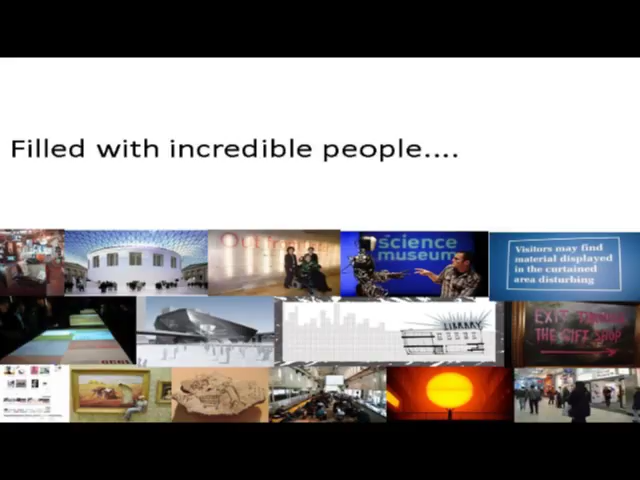 Filled with incredible people....
science
museum
Visitors may find
material displayed
in the curtained
area disturbing
LIBRARY
EXIT THROUGH
THE GIFT SHOP